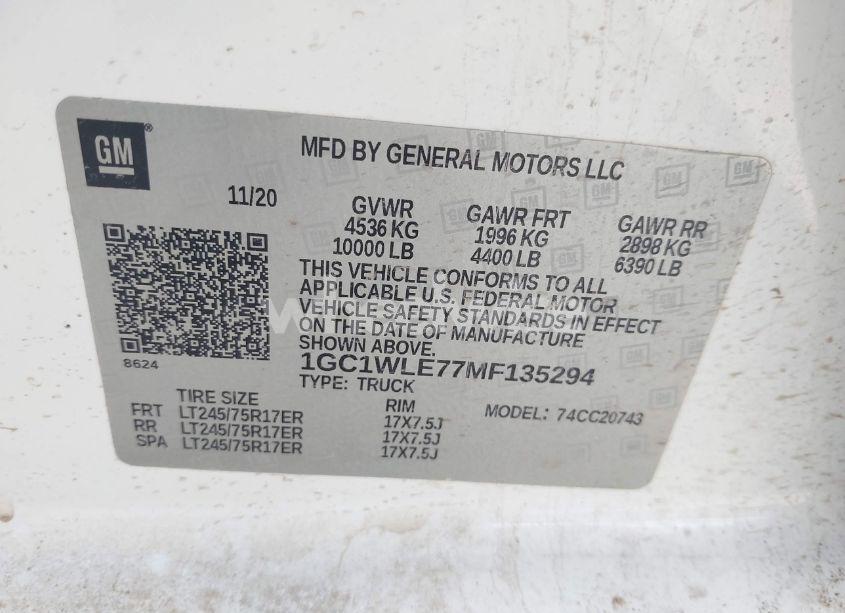 GM
MFD BY GENERAL MOTORS LLC
11/20
GVWR
4536 KG
10000 LB
GAWR FRT
1996 KG
4400 LB
GAWR RR
2898 KG
6390 LB
THIS VEHICLE CONFORMS TO ALL
APPLICABLE U.S. FEDERAL MOTOR
VEHICLE SAFETY STANDARDS IN EFFECT
ON THE DATE OF MANUFACTURE
SHOWN ABOVE.
8624
1GC1WLE77MF135294
TYPE: TRUCK
MODEL: 74CC20743
TIRE SIZE RIM
FRT LT245/75R17ER 17X7.5J
RR LT245/75R17ER 17X7.5J
SPA LT245/75R17ER 17X7.5J